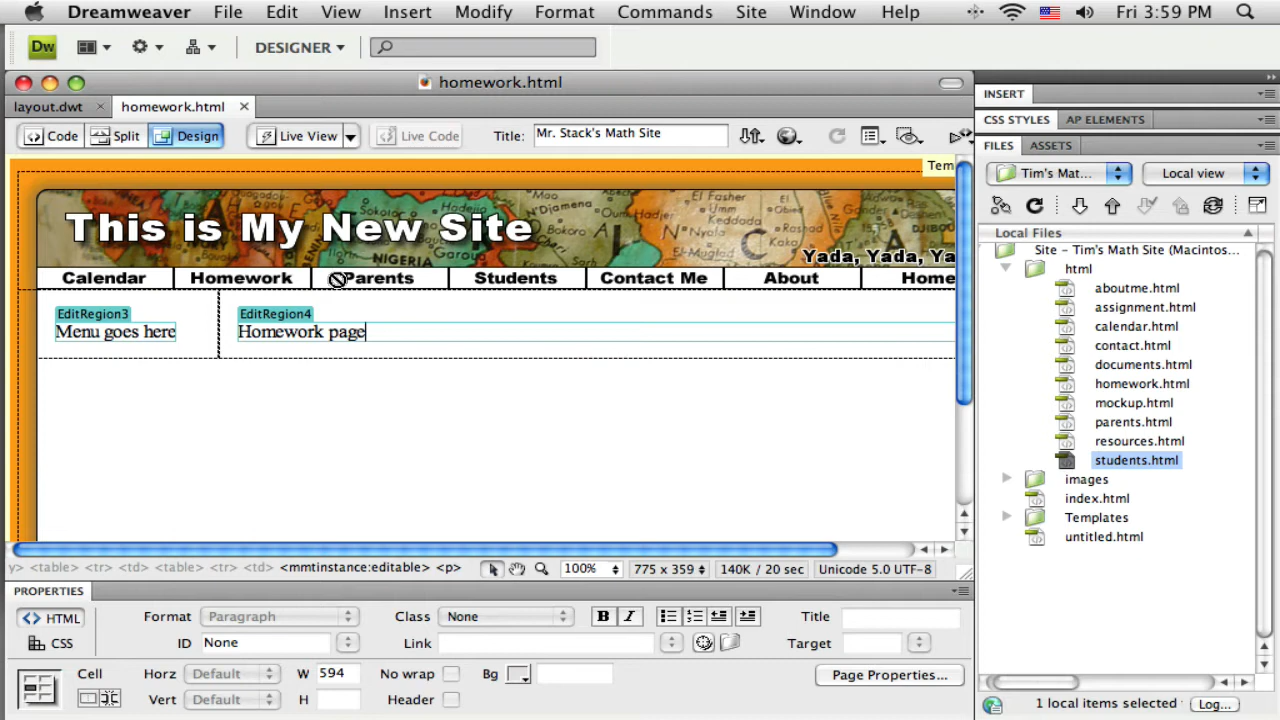 Dreamweaver File Edit View Insert Modify Format Commands Site Window Help Fri 3:59 PM
Dw DESIGNER
homework.html
layout.dwt homework.html
Code Split Design Live View Live Code Title: Mr. Stack's Math Site
Tem
This is My New Site
Yada, Yada, Ya
Calendar Homework Parents Students Contact Me About Home
EditRegion3 EditRegion4
Menu goes here Homework page
y> <table> <tr> <td> <table> <tr> <td> <mmtinstance:editable> <p> 100% 775 x 359 140K / 20 sec Unicode 5.0 UTF-8
PROPERTIES
HTML Format Paragraph Class None B I Title
CSS ID None Link Target
Cell Horz Default W 594 No wrap Bg Page Properties...
Vert Default H Header
INSERT
CSS STYLES AP ELEMENTS
FILES ASSETS
Tim's Mat... Local view
Local Files
Site – Tim's Math Site (Macintos...
html
aboutme.html
assignment.html
calendar.html
contact.html
documents.html
homework.html
mockup.html
parents.html
resources.html
students.html
images
index.html
Templates
untitled.html
1 local items selected Log...